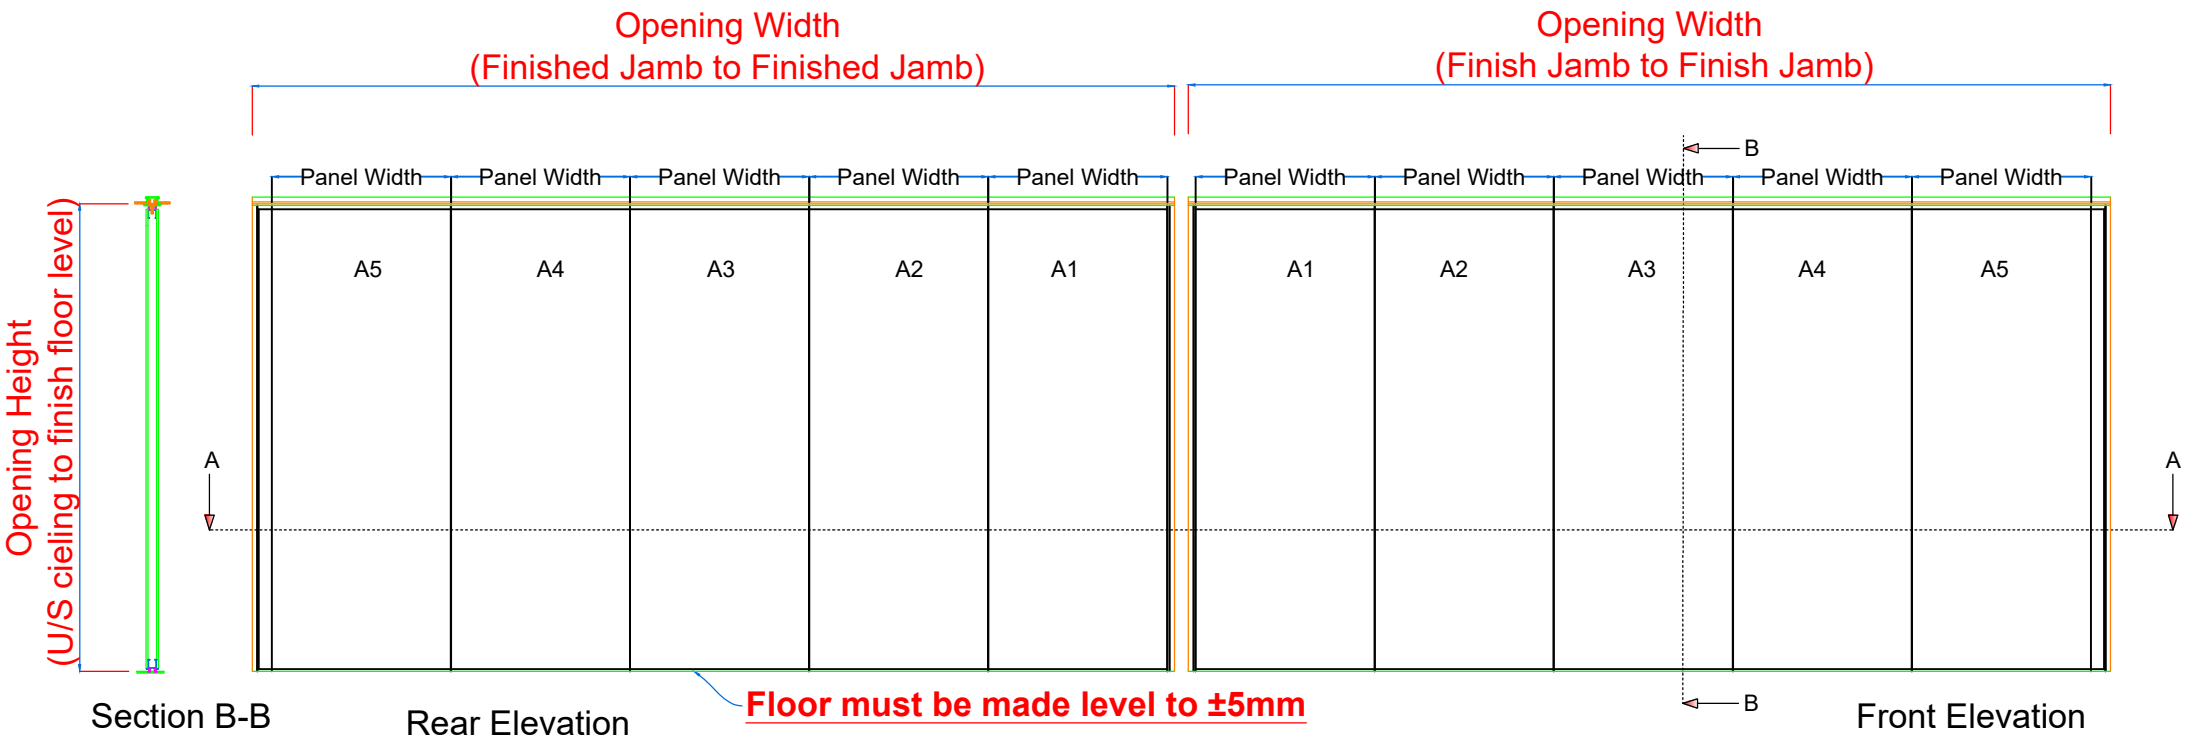 Opening Width
(Finished Jamb to Finished Jamb)
Opening Width
(Finish Jamb to Finish Jamb)
B
Panel Width
Panel Width
Panel Width
Panel Width
Panel Width
Panel Width
Panel Width
Panel Width
Panel Width
Panel Width
A5
A4
A3
A2
A1
A1
A2
A3
A4
A5
Opening Height
(U/S cieling to finish floor level)
A
A
Floor must be made level to ±5mm
B
Section B-B
Rear Elevation
Front Elevation